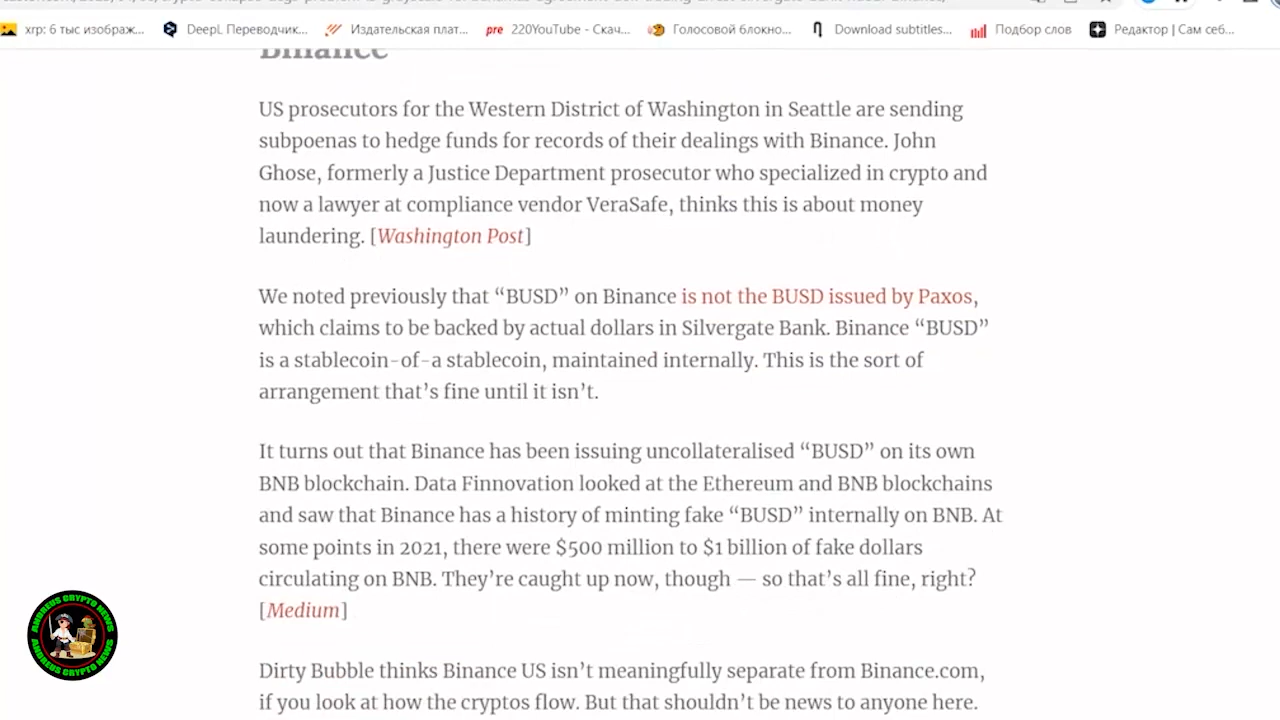 хгр: 6 тыс изображ...
DeepL Переводчик...
Издательская плат...
pre 220YouTube - Скач...
Голосовой блокно...
Download subtitles...
Подбор слов
Редактор | Сам себ...
Binance
US prosecutors for the Western District of Washington in Seattle are sending
subpoenas to hedge funds for records of their dealings with Binance. John
Ghose, formerly a Justice Department prosecutor who specialized in crypto and
now a lawyer at compliance vendor VeraSafe, thinks this is about money
laundering. [Washington Post]
We noted previously that “BUSD” on Binance is not the BUSD issued by Paxos,
which claims to be backed by actual dollars in Silvergate Bank. Binance “BUSD”
is a stablecoin-of-a stablecoin, maintained internally. This is the sort of
arrangement that’s fine until it isn’t.
It turns out that Binance has been issuing uncollateralised “BUSD” on its own
BNB blockchain. Data Finnovation looked at the Ethereum and BNB blockchains
and saw that Binance has a history of minting fake “BUSD” internally on BNB. At
some points in 2021, there were $500 million to $1 billion of fake dollars
circulating on BNB. They’re caught up now, though — so that’s all fine, right?
[Medium]
Dirty Bubble thinks Binance US isn’t meaningfully separate from Binance.com,
if you look at how the cryptos flow. But that shouldn’t be news to anyone here.
ANDREUS CRYPTO NEWS
ANDREUS CRYPTO NEWS